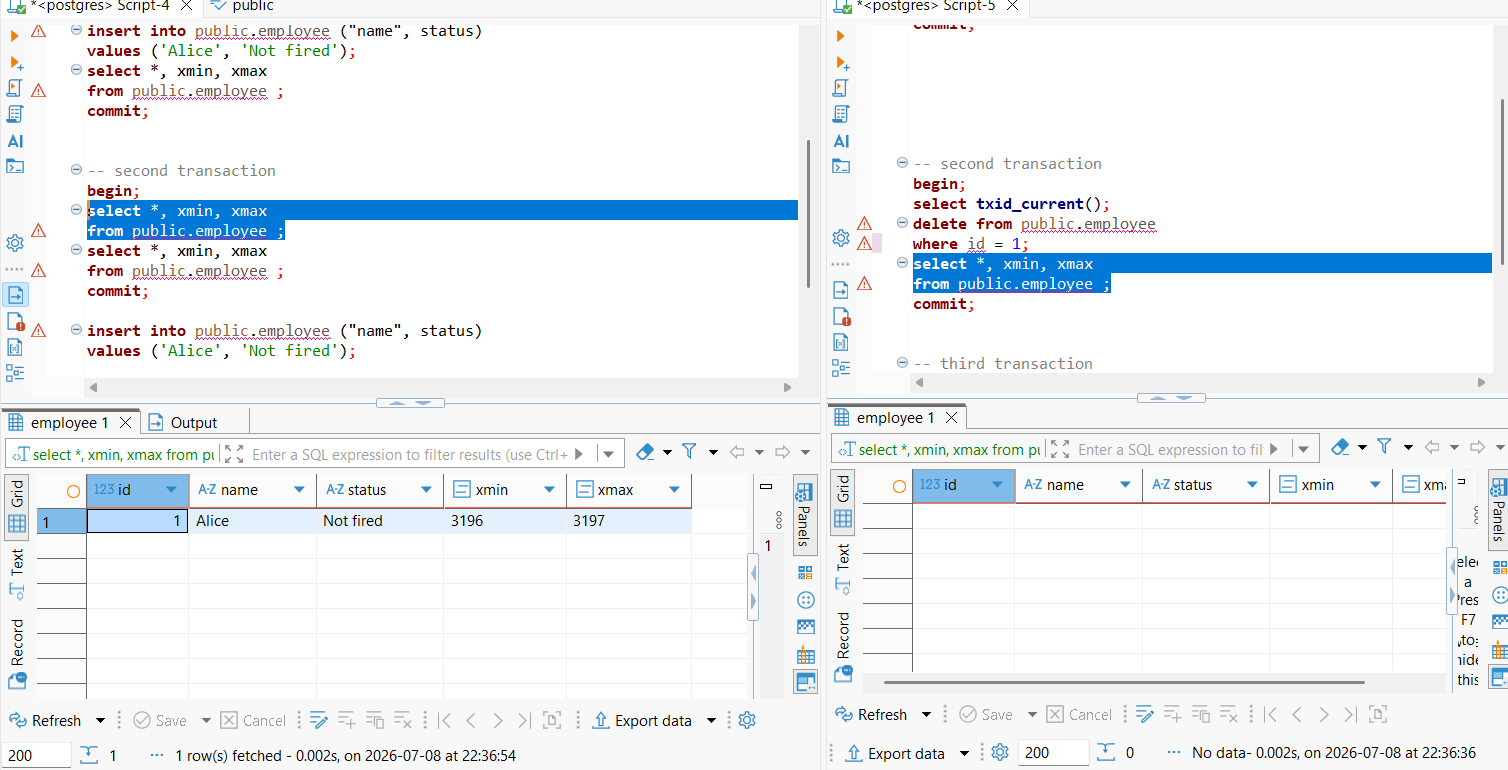 *<postgres> Script-4
public
insert into public.employee ("name", status)
values ('Alice', 'Not fired');
select *, xmin, xmax
from public.employee ;
commit;
-- second transaction
begin;
select *, xmin, xmax
from public.employee ;
select *, xmin, xmax
from public.employee ;
commit;
insert into public.employee ("name", status)
values ('Alice', 'Not fired');
AI
employee 1
Output
select *, xmin, xmax from pu
Enter a SQL expression to filter results (use Ctrl+
Grid
Text
Record
123 id
A-Z name
A-Z status
xmin
xmax
1
1
Alice
Not fired
3196
3197
1
Panels
Refresh
Save
Cancel
Export data
200
1
1 row(s) fetched - 0.002s, on 2026-07-08 at 22:36:54
*<postgres> Script-5
commit;
-- second transaction
begin;
select txid_current();
delete from public.employee
where id = 1;
select *, xmin, xmax
from public.employee ;
commit;
-- third transaction
AI
employee 1
select *, xmin, xmax from pu
Enter a SQL expression to fil
Grid
Text
Record
123 id
A-Z name
A-Z status
xmin
xma
Panels
a
F7
this
Refresh
Save
Cancel
Export data
200
0
No data- 0.002s, on 2026-07-08 at 22:36:36